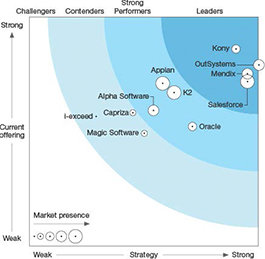 Challengers Contenders Strong Performers Leaders
Strong
Kony
OutSystems
Mendix
Appian
K2
Salesforce
Alpha Software
Capriza
I-exceed
Oracle
Magic Software
Current offering
Market presence
Weak
Weak Strategy Strong